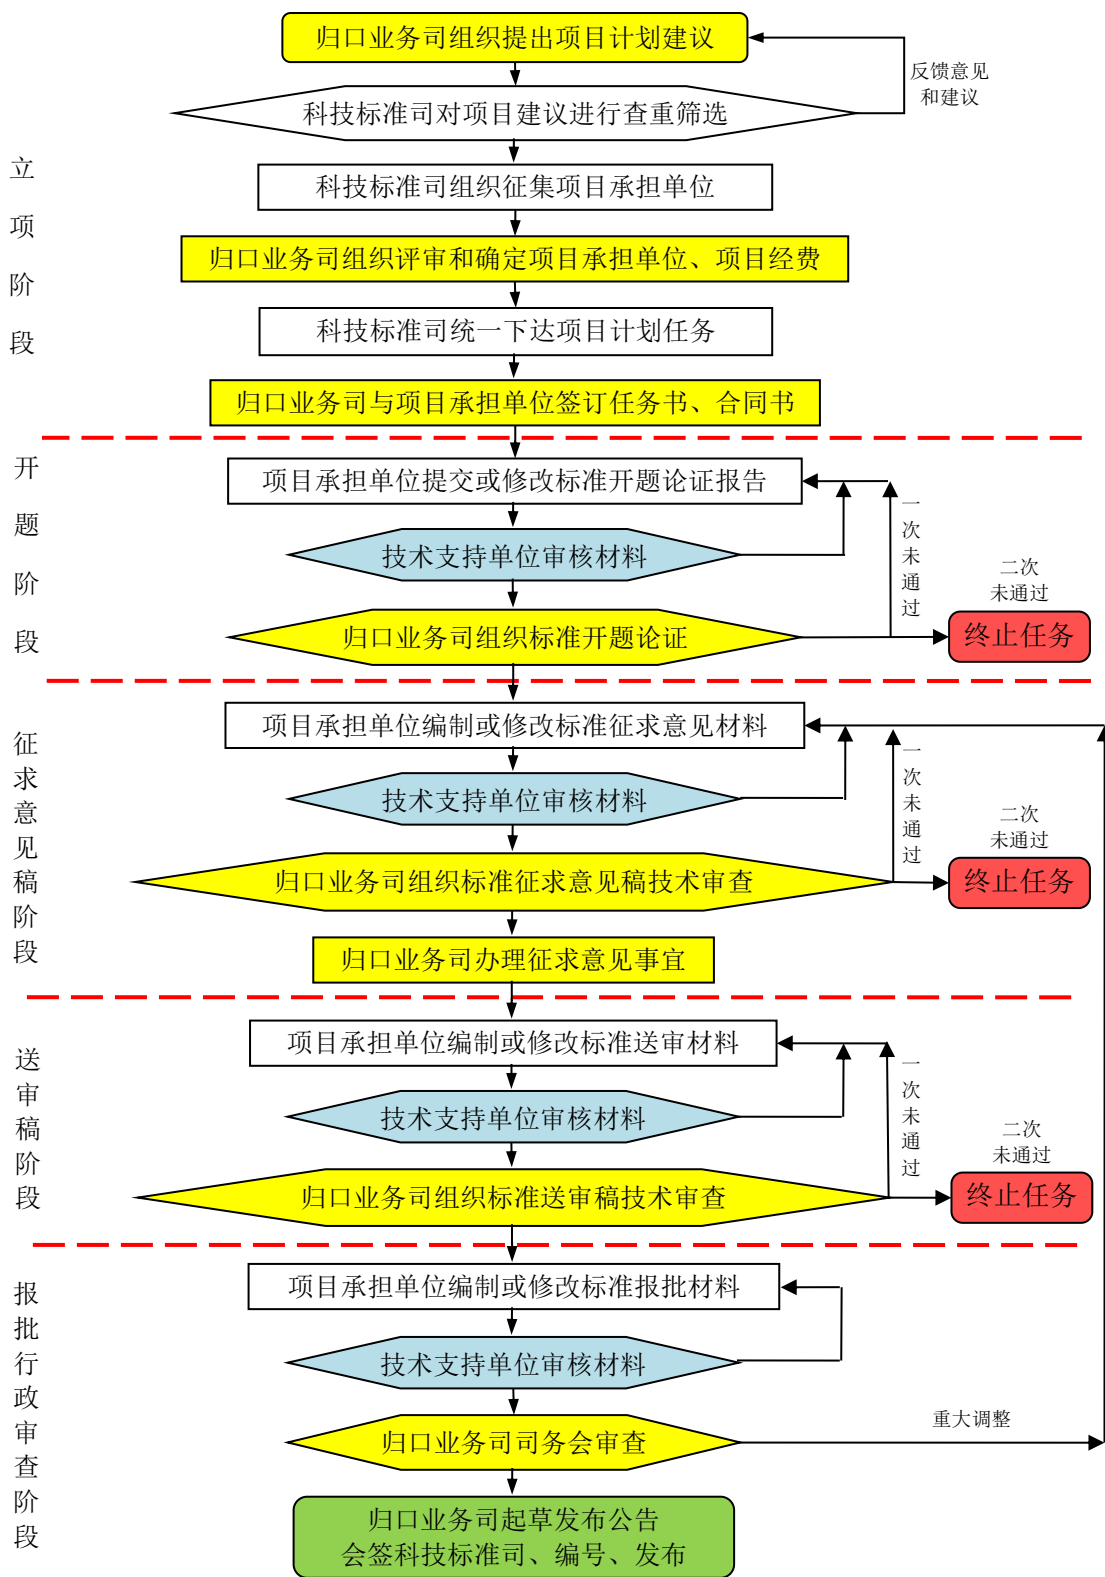 归口业务司组织提出项目计划建议
反馈意见
和建议
科技标准司对项目建议进行查重筛选
立项阶段
科技标准司组织征集项目承担单位
归口业务司组织评审和确定项目承担单位、项目经费
科技标准司统一下达项目计划任务
归口业务司与项目承担单位签订任务书、合同书
开题阶段
项目承担单位提交或修改标准开题论证报告
一次未通过
技术支持单位审核材料
二次
未通过
归口业务司组织标准开题论证
终止任务
征求意见稿阶段
项目承担单位编制或修改标准征求意见材料
一次未通过
技术支持单位审核材料
二次
未通过
归口业务司组织标准征求意见稿技术审查
终止任务
归口业务司办理征求意见事宜
送审稿阶段
项目承担单位编制或修改标准送审材料
一次未通过
技术支持单位审核材料
二次
未通过
归口业务司组织标准送审稿技术审查
终止任务
报批行政审查阶段
项目承担单位编制或修改标准报批材料
技术支持单位审核材料
重大调整
归口业务司司务会审查
归口业务司起草发布公告
会签科技标准司、编号、发布